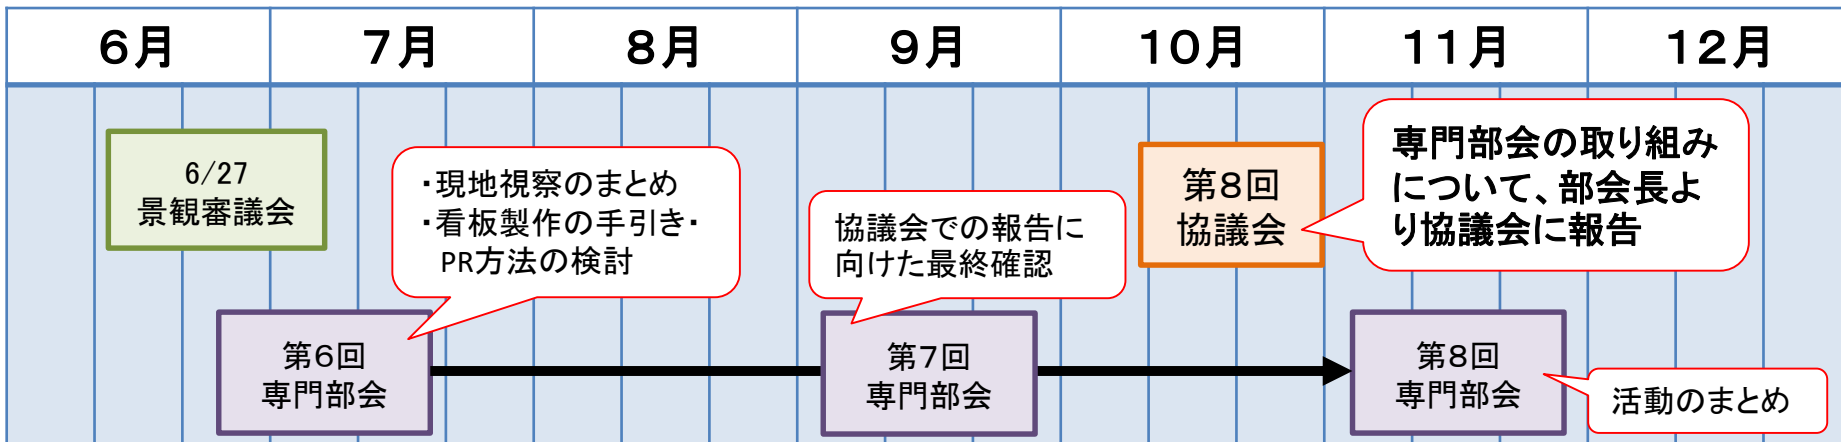 6月
7月
8月
9月
10月
11月
12月
6/27
景観審議会
・現地視察のまとめ
・看板製作の手引き・
PR方法の検討
協議会での報告に
向けた最終確認
第8回
協議会
専門部会の取り組み
について、部会長よ
り協議会に報告
第6回
専門部会
第7回
専門部会
第8回
専門部会
活動のまとめ